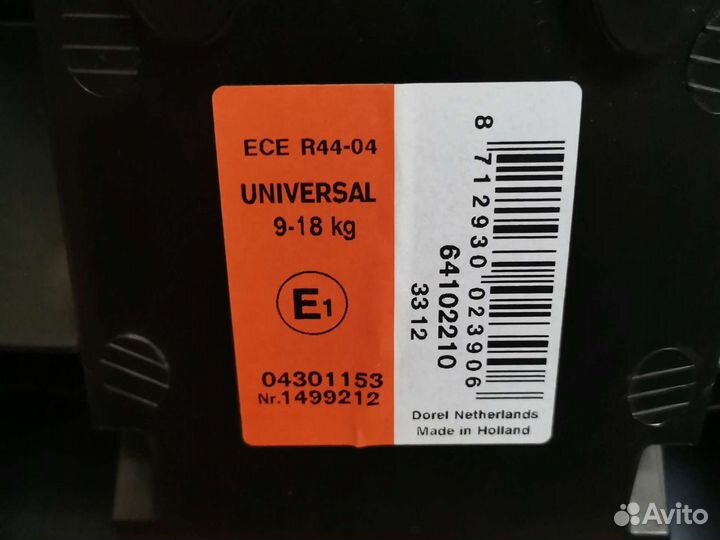 ECE R44-04
UNIVERSAL
9-18 kg
E1
04301153
Nr.1499212
8 712930 023906
64102210
3312
Dorel Netherlands
Made in Holland
Avito